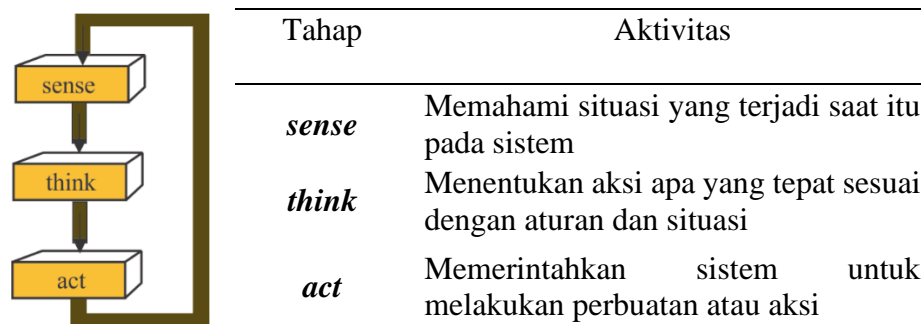 sense
think
act
Tahap Aktivitas
sense Memahami situasi yang terjadi saat itu
pada sistem
think Menentukan aksi apa yang tepat sesuai
dengan aturan dan situasi
act Memerintahkan sistem untuk
melakukan perbuatan atau aksi